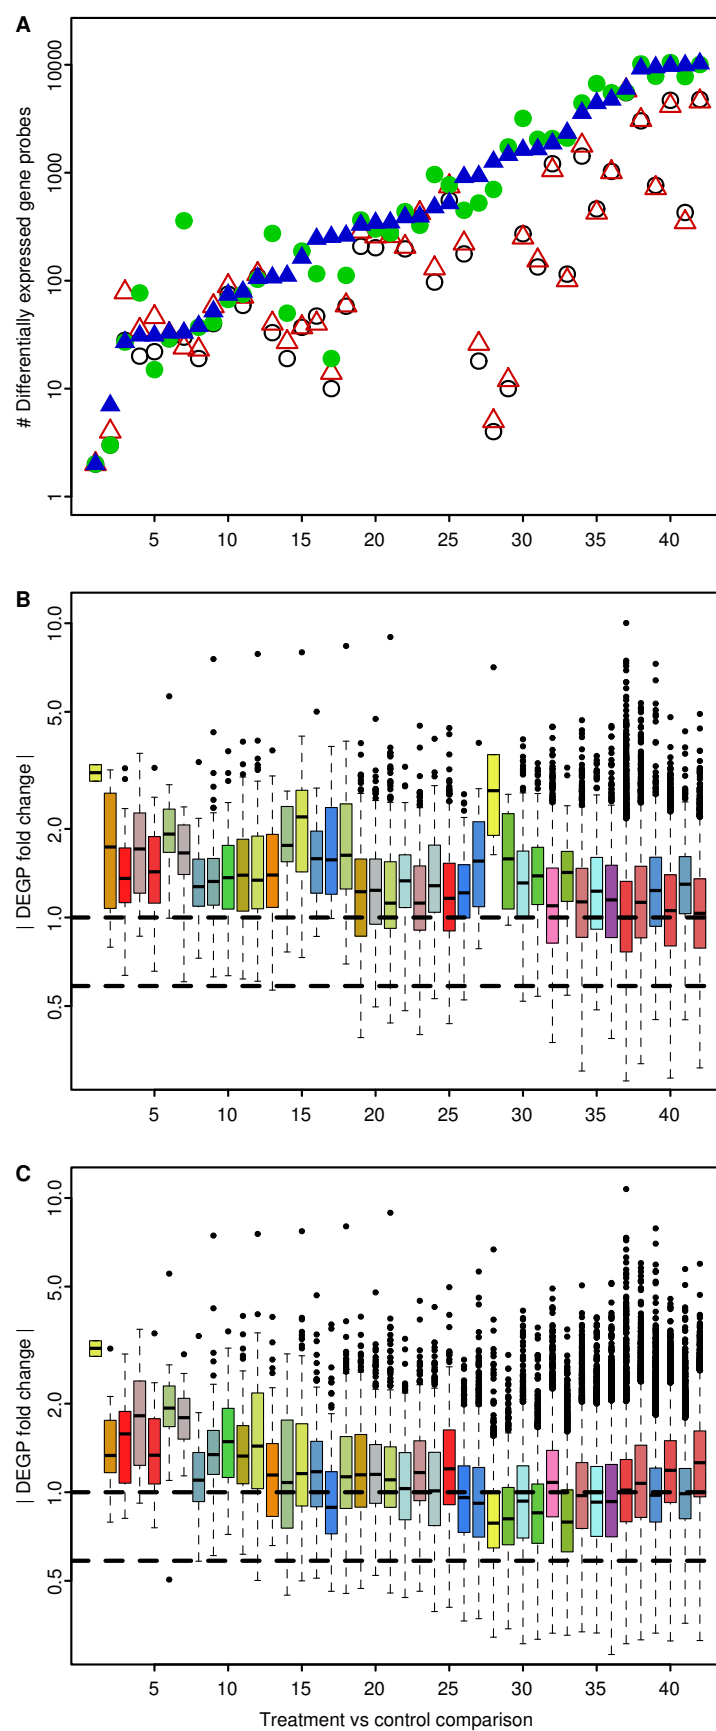 A
# Differentially expressed gene probes
10000
1000
100
10
1
5 10 15 20 25 30 35 40
B
| DEGP fold change |
10.0
5.0
2.0
1.0
0.5
5 10 15 20 25 30 35 40
C
| DEGP fold change |
10.0
5.0
2.0
1.0
0.5
5 10 15 20 25 30 35 40
Treatment vs control comparison